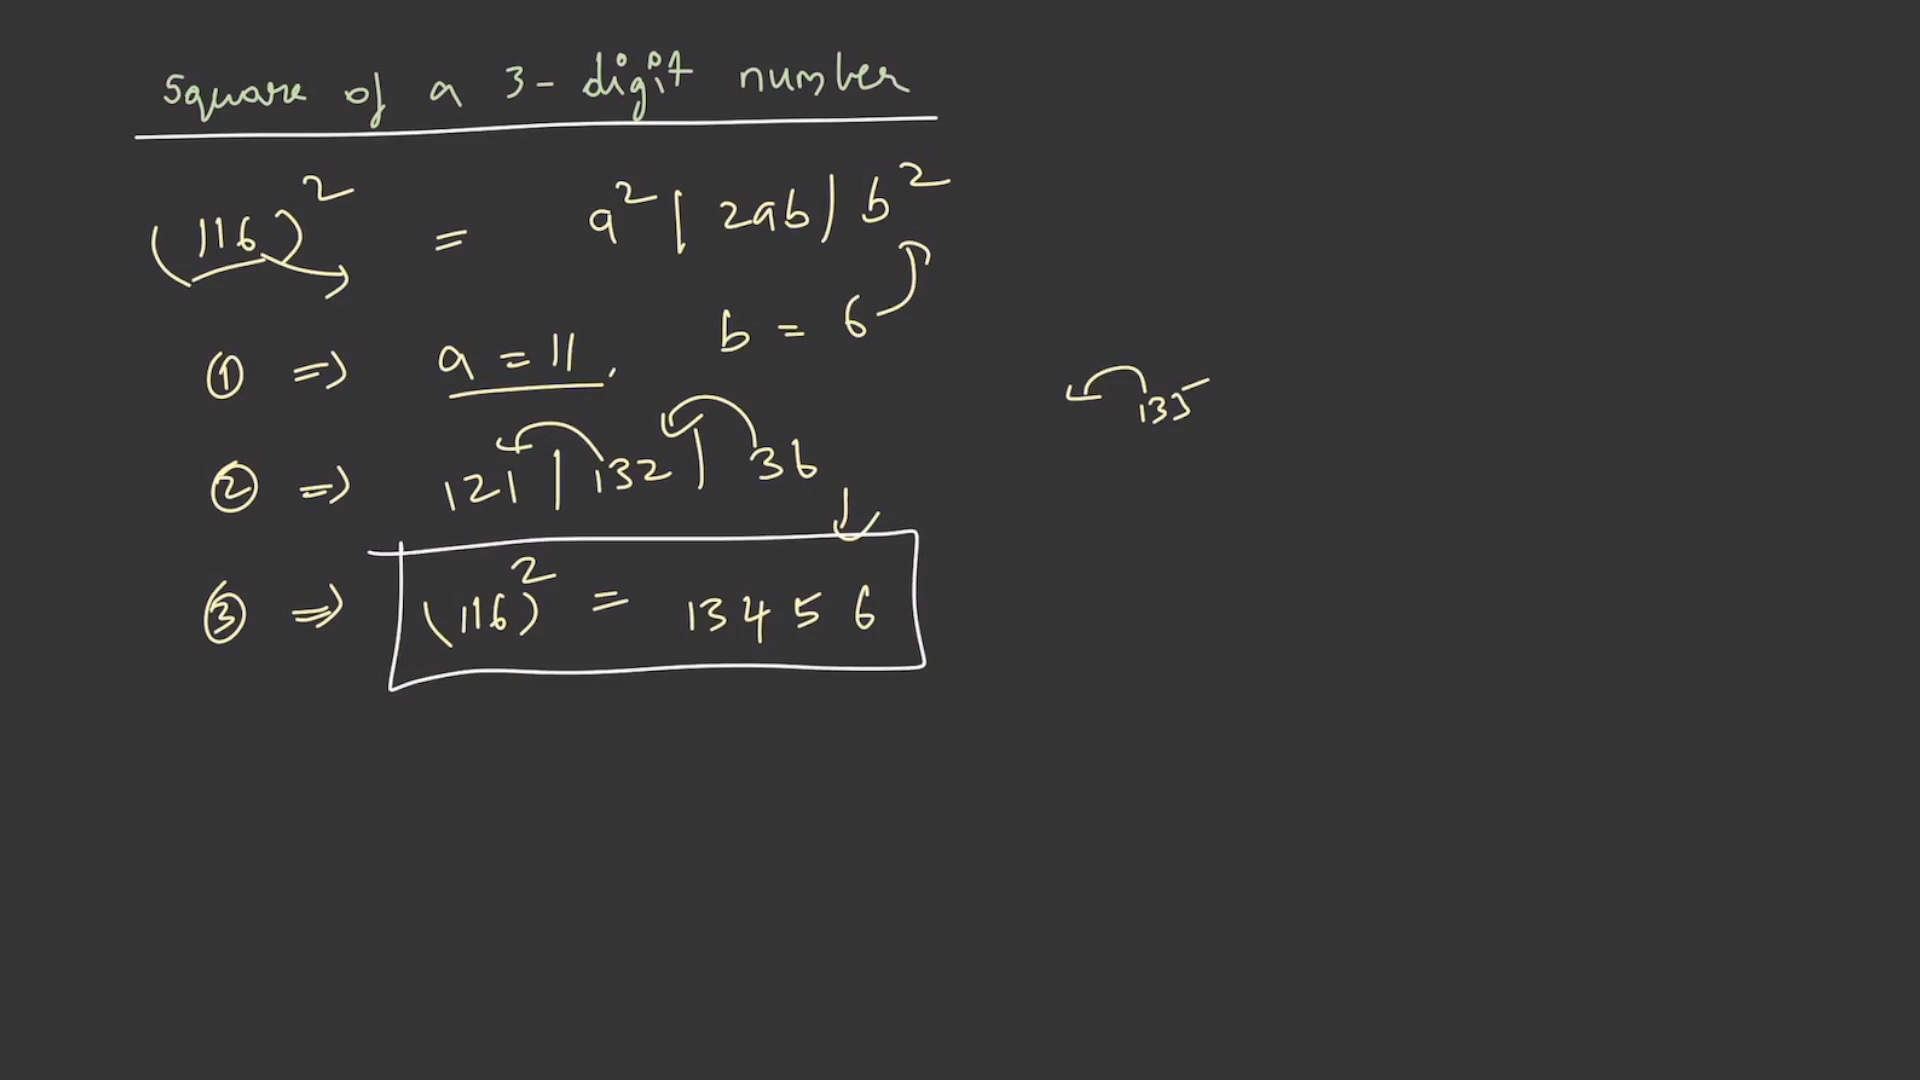 Square of a 3-digit number
(116)² = a² | 2ab | b²
① ⇒ a = 11, b = 6
135
② ⇒ 121 | 132 | 36
③ ⇒ (116)² = 13456